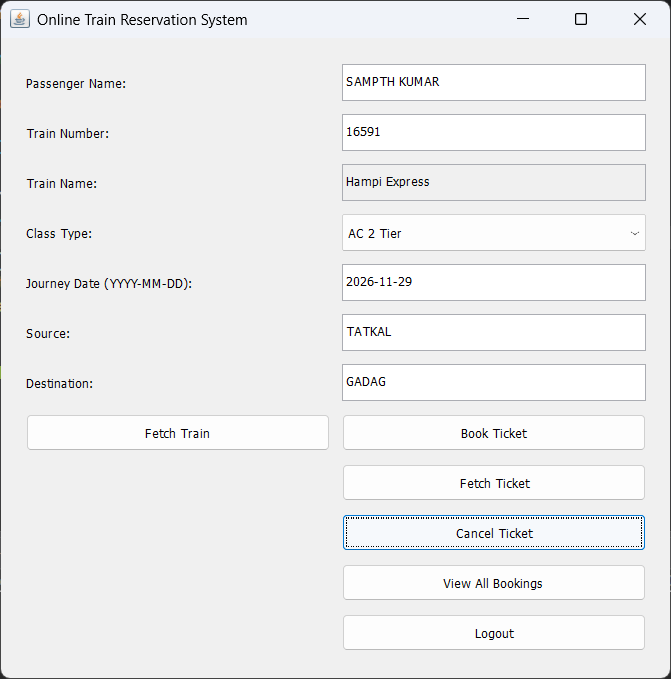 Online Train Reservation System
Passenger Name: SAMPTH KUMAR
Train Number: 16591
Train Name: Hampi Express
Class Type: AC 2 Tier
Journey Date (YYYY-MM-DD): 2026-11-29
Source: TATKAL
Destination: GADAG
Fetch Train Book Ticket
Fetch Ticket
Cancel Ticket
View All Bookings
Logout